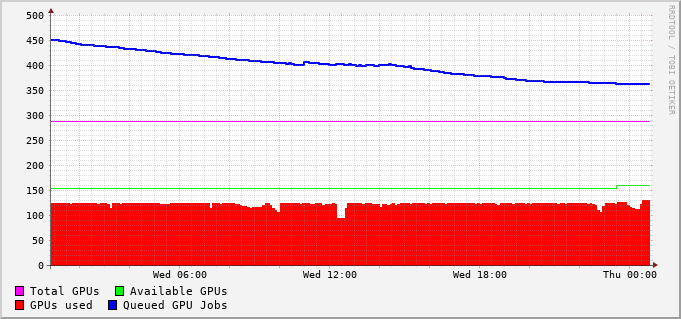 500
450
400
350
300
250
200
150
100
50
0
Wed 06:00 Wed 12:00 Wed 18:00 Thu 00:00
Total GPUs Available GPUs
GPUs used Queued GPU Jobs
RRDTOOL / TOBI OETIKER